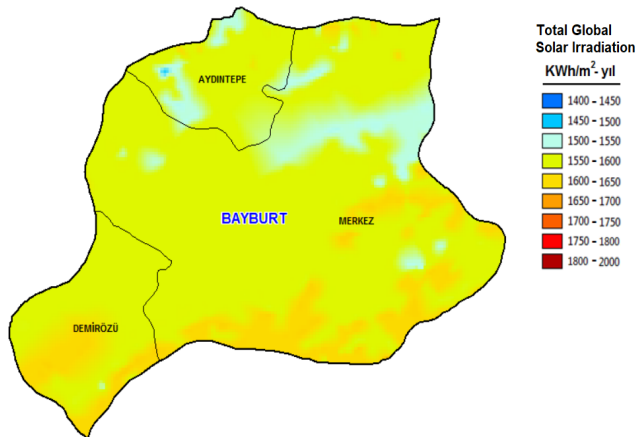 Total Global
Solar Irradiation
KWh/m²- yıl
1400 - 1450
1450 - 1500
1500 - 1550
1550 - 1600
1600 - 1650
1650 - 1700
1700 - 1750
1750 - 1800
1800 - 2000
AYDINTEPE
BAYBURT
MERKEZ
DEMİRÖZÜ